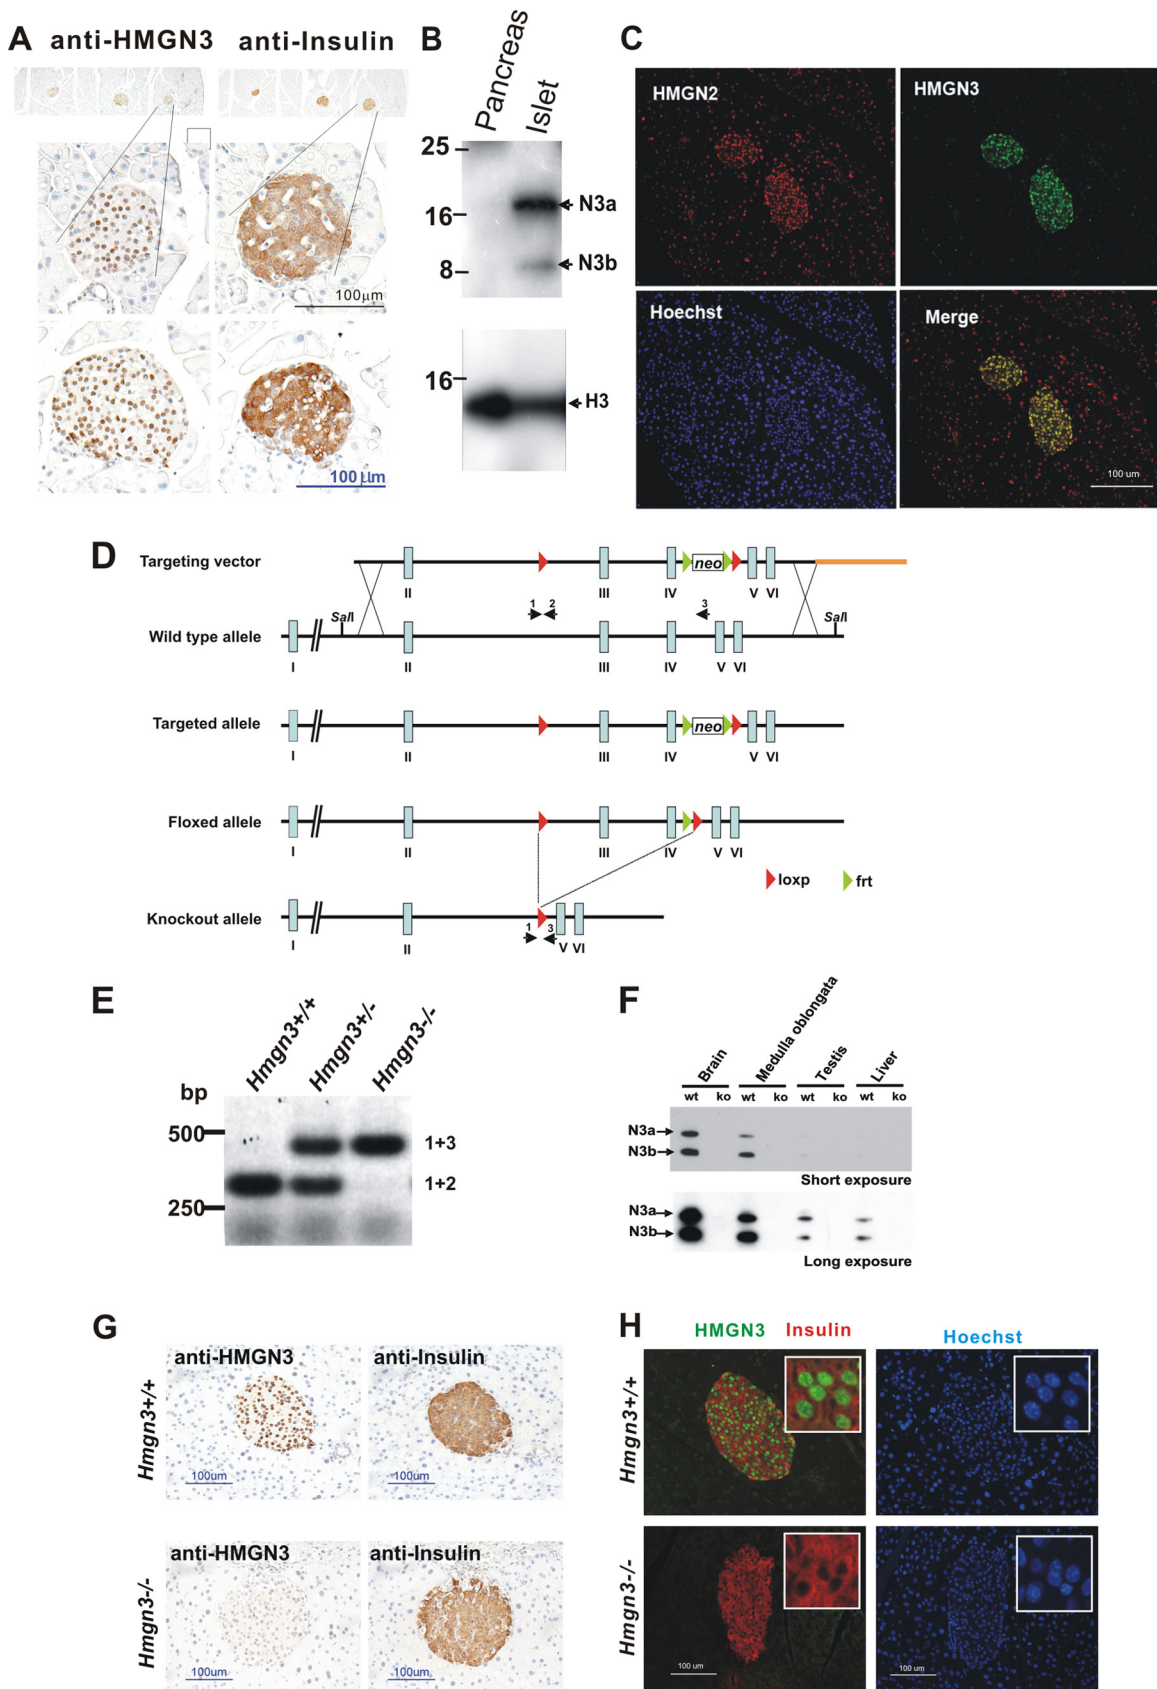 A
anti-HMGN3
anti-Insulin
100µm
100µm
B
Pancreas
Islet
25
16
8
N3a
N3b
16
H3
C
HMGN2
HMGN3
Hoechst
Merge
100 um
D
Targeting vector
II
III
IV
neo
V
VI
1
2
3
SalI
SalI
Wild type allele
I
II
III
IV
V
VI
Targeted allele
neo
I
II
III
IV
V
VI
Floxed allele
I
II
III
IV
V
VI
loxp
frt
Knockout allele
1
3
I
II
V
VI
E
Hmgn3+/+
Hmgn3+/-
Hmgn3-/-
bp
500
250
1+3
1+2
F
Brain
Medulla oblongata
Testis
Liver
wt ko wt ko wt ko wt ko
N3a
N3b
Short exposure
N3a
N3b
Long exposure
G
Hmgn3+/+
anti-HMGN3
anti-Insulin
100um
100um
Hmgn3-/-
anti-HMGN3
anti-Insulin
100um
100um
H
HMGN3 Insulin
Hoechst
Hmgn3+/+
Hmgn3-/-
100 um
100 um